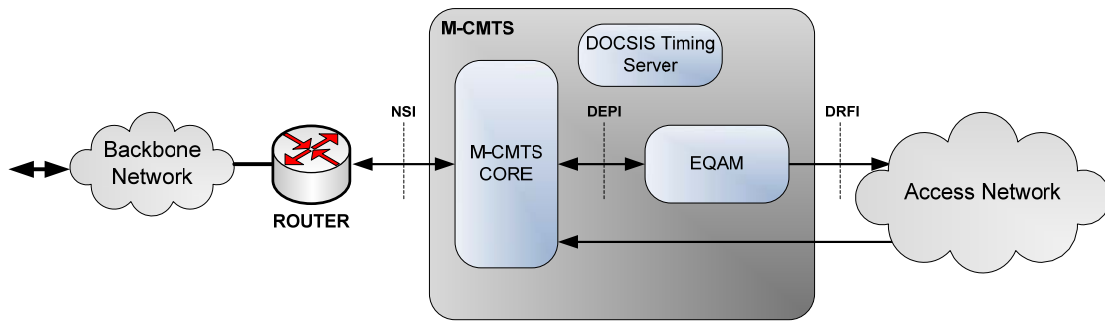 M-CMTS
DOCSIS Timing
Server
NSI
DEPI
DRFI
Backbone
Network
ROUTER
M-CMTS
CORE
EQAM
Access Network